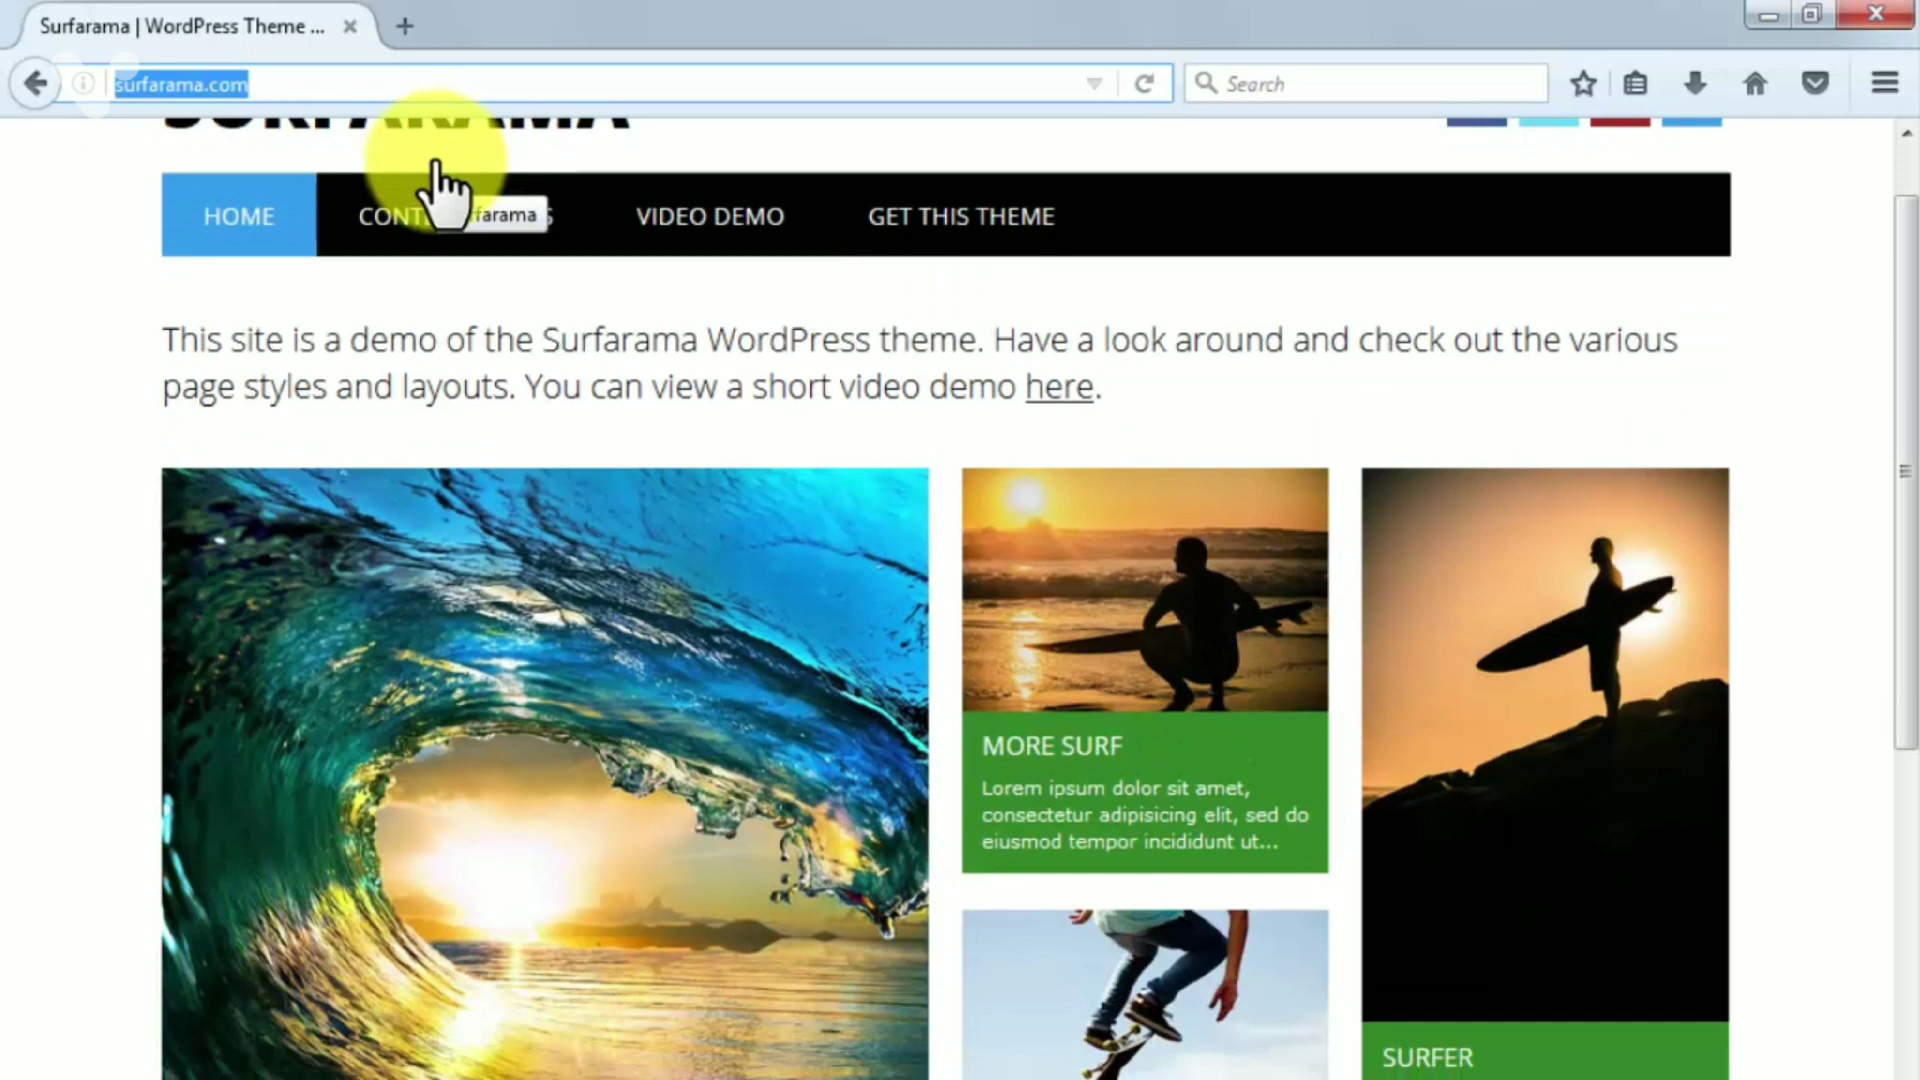 Surfarama | WordPress Theme ...
surfarama.com
Search
SURFARAMA
HOME
VIDEO DEMO
GET THIS THEME
This site is a demo of the Surfarama WordPress theme. Have a look around and check out the various
page styles and layouts. You can view a short video demo here.
MORE SURF
Lorem ipsum dolor sit amet,
consectetur adipisicing elit, sed do
eiusmod tempor incididunt ut...
SURFER